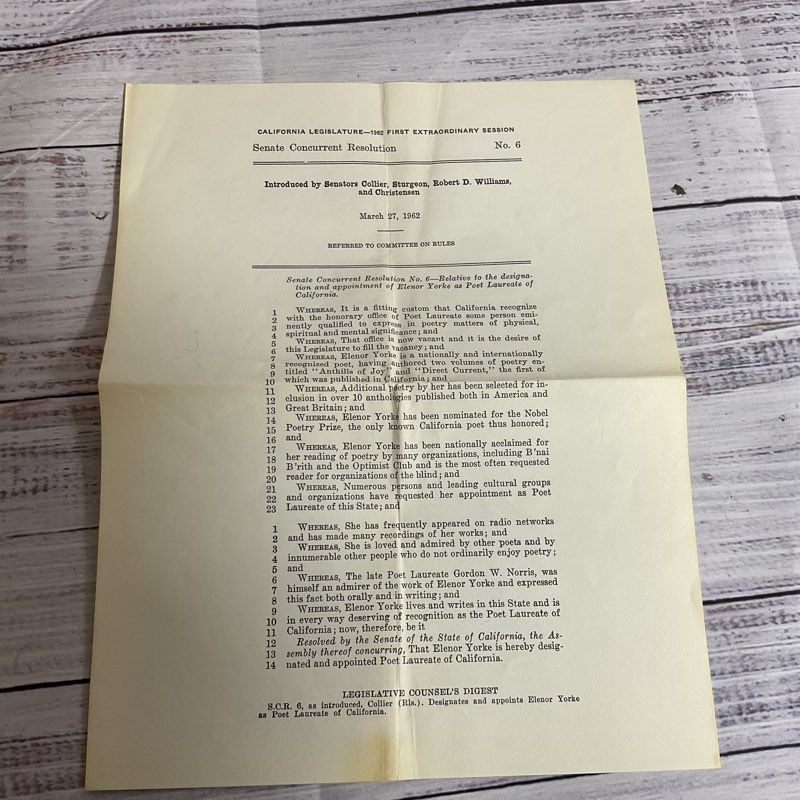 CALIFORNIA LEGISLATURE—1962 FIRST EXTRAORDINARY SESSION
Senate Concurrent Resolution No. 6
Introduced by Senators Collier, Sturgeon, Robert D. Williams,
and Christensen
March 27, 1962
REFERRED TO COMMITTEE ON RULES
Senate Concurrent Resolution No. 6—Relative to the designa-
tion and appointment of Elenor Yorke as Poet Laureate of
California.
1 WHEREAS, It is a fitting custom that California recognize
2 with the honorary office of Poet Laureate some person emi-
3 nently qualified to express in poetry matters of physical,
4 spiritual and mental significance; and
5 WHEREAS, That office is now vacant and it is the desire of
6 this Legislature to fill the vacancy; and
7 WHEREAS, Elenor Yorke is a nationally and internationally
8 recognized poet, having authored two volumes of poetry en-
9 titled "Anthills of Joy" and "Direct Current," the first of
10 which was published in California; and
11 WHEREAS, Additional poetry by her has been selected for in-
12 clusion in over 10 anthologies published both in America and
13 Great Britain; and
14 WHEREAS, Elenor Yorke has been nominated for the Nobel
15 Poetry Prize, the only known California poet thus honored;
16 and
17 WHEREAS, Elenor Yorke has been nationally acclaimed for
18 her reading of poetry by many organizations, including B'nai
19 B'rith and the Optimist Club and is the most often requested
20 reader for organizations of the blind; and
21 WHEREAS, Numerous persons and leading cultural groups
22 and organizations have requested her appointment as Poet
23 Laureate of this State; and
1 WHEREAS, She has frequently appeared on radio networks
2 and has made many recordings of her works; and
3 WHEREAS, She is loved and admired by other poets and by
4 innumerable other people who do not ordinarily enjoy poetry;
5 and
6 WHEREAS, The late Poet Laureate Gordon W. Norris, was
7 himself an admirer of the work of Elenor Yorke and expressed
8 this fact both orally and in writing; and
9 WHEREAS, Elenor Yorke lives and writes in this State and is
10 in every way deserving of recognition as the Poet Laureate of
11 California; now, therefore, be it
12 Resolved by the Senate of the State of California, the As-
13 sembly thereof concurring, That Elenor Yorke is hereby desig-
14 nated and appointed Poet Laureate of California.
LEGISLATIVE COUNSEL'S DIGEST
S.C.R. 6, as introduced, Collier (Rls.). Designates and appoints Elenor Yorke
as Poet Laureate of California.